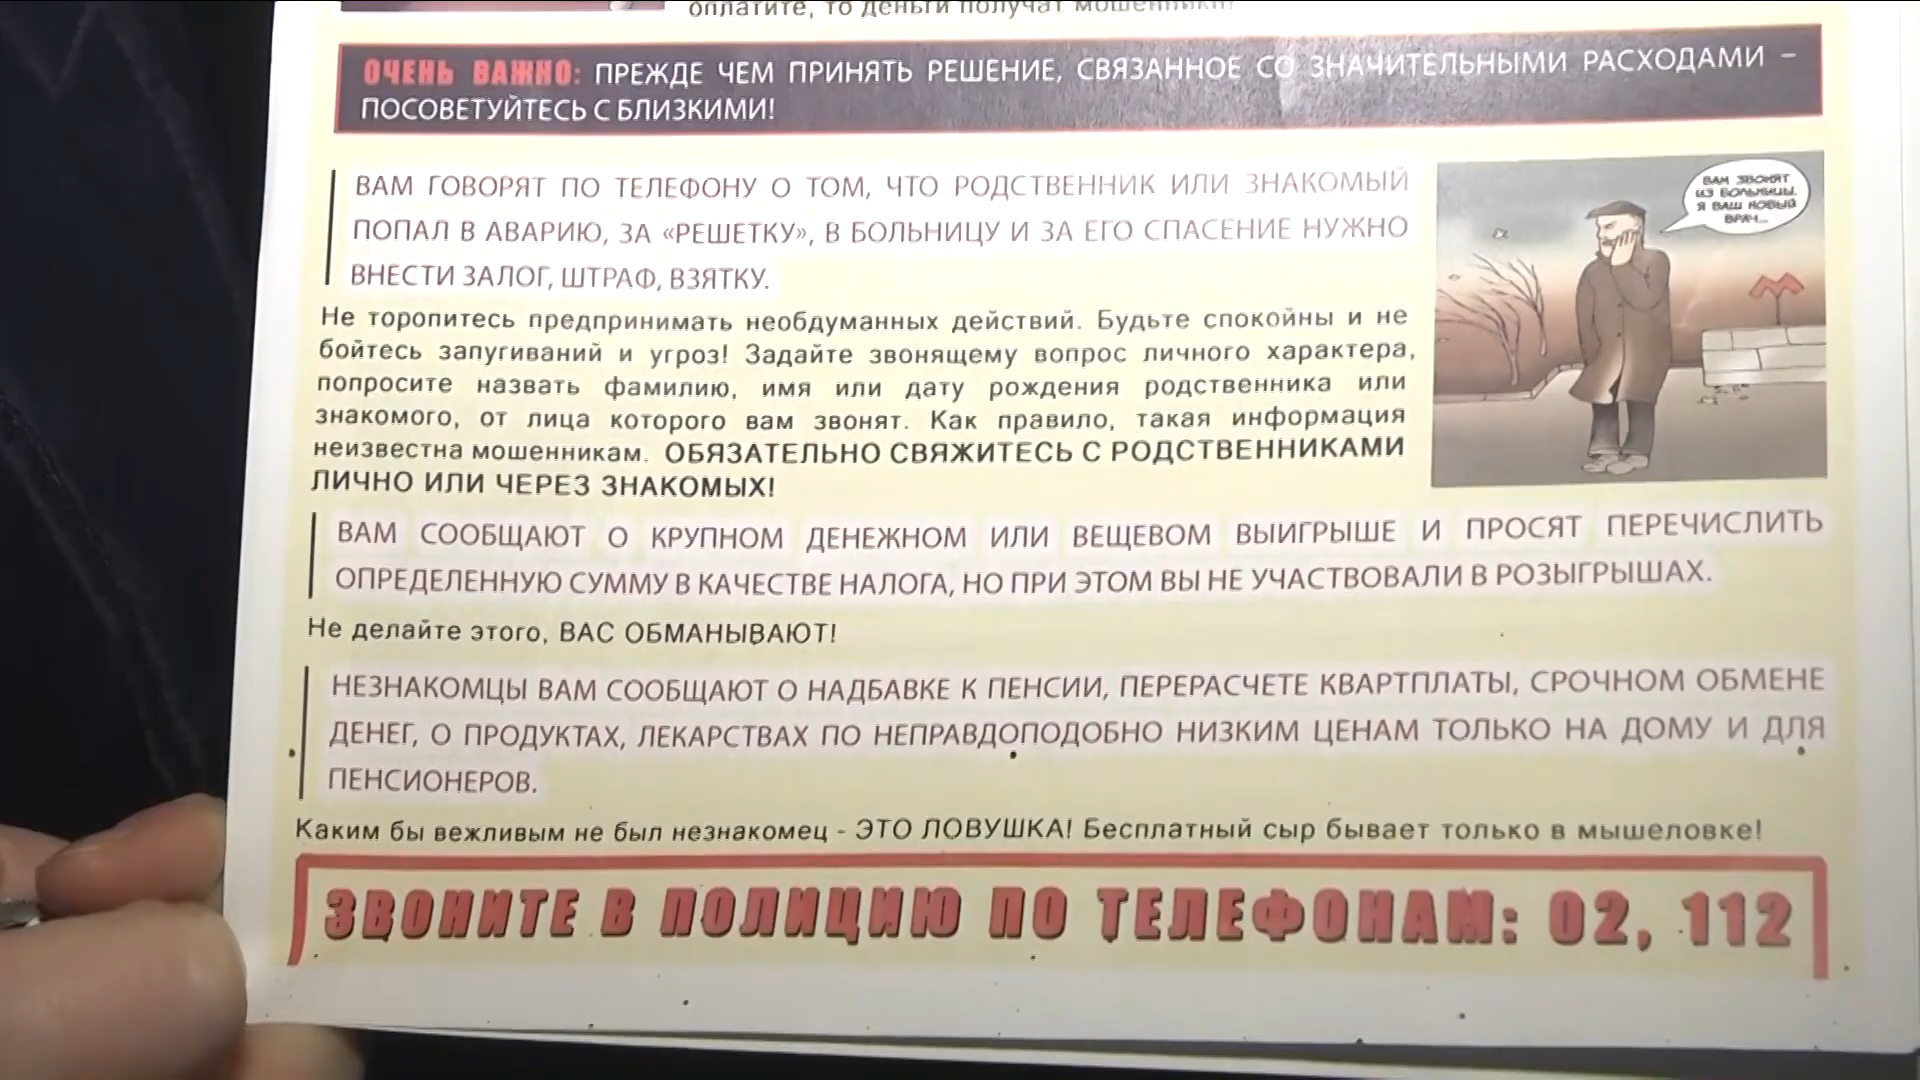 оплатите, то деньги получат мошенники!
ОЧЕНЬ ВАЖНО: ПРЕЖДЕ ЧЕМ ПРИНЯТЬ РЕШЕНИЕ, СВЯЗАННОЕ СО ЗНАЧИТЕЛЬНЫМИ РАСХОДАМИ –
ПОСОВЕТУЙТЕСЬ С БЛИЗКИМИ!
ВАМ ГОВОРЯТ ПО ТЕЛЕФОНУ О ТОМ, ЧТО РОДСТВЕННИК ИЛИ ЗНАКОМЫЙ
ПОПАЛ В АВАРИЮ, ЗА «РЕШЕТКУ», В БОЛЬНИЦУ И ЗА ЕГО СПАСЕНИЕ НУЖНО
ВНЕСТИ ЗАЛОГ, ШТРАФ, ВЗЯТКУ.
ВАМ ЗВОНЯТ
ИЗ БОЛЬНИЦЫ.
Я ВАШ НОВЫЙ
ВРАЧ...
Не торопитесь предпринимать необдуманных действий. Будьте спокойны и не
бойтесь запугиваний и угроз! Задайте звонящему вопрос личного характера,
попросите назвать фамилию, имя или дату рождения родственника или
знакомого, от лица которого вам звонят. Как правило, такая информация
неизвестна мошенникам. ОБЯЗАТЕЛЬНО СВЯЖИТЕСЬ С РОДСТВЕННИКАМИ
ЛИЧНО ИЛИ ЧЕРЕЗ ЗНАКОМЫХ!
ВАМ СООБЩАЮТ О КРУПНОМ ДЕНЕЖНОМ ИЛИ ВЕЩЕВОМ ВЫИГРЫШЕ И ПРОСЯТ ПЕРЕЧИСЛИТЬ
ОПРЕДЕЛЕННУЮ СУММУ В КАЧЕСТВЕ НАЛОГА, НО ПРИ ЭТОМ ВЫ НЕ УЧАСТВОВАЛИ В РОЗЫГРЫШАХ.
Не делайте этого, ВАС ОБМАНЫВАЮТ!
НЕЗНАКОМЦЫ ВАМ СООБЩАЮТ О НАДБАВКЕ К ПЕНСИИ, ПЕРЕРАСЧЕТЕ КВАРТПЛАТЫ, СРОЧНОМ ОБМЕНЕ
ДЕНЕГ, О ПРОДУКТАХ, ЛЕКАРСТВАХ ПО НЕПРАВДОПОДОБНО НИЗКИМ ЦЕНАМ ТОЛЬКО НА ДОМУ И ДЛЯ
ПЕНСИОНЕРОВ.
Каким бы вежливым не был незнакомец - ЭТО ЛОВУШКА! Бесплатный сыр бывает только в мышеловке!
ЗВОНИТЕ В ПОЛИЦИЮ ПО ТЕЛЕФОНАМ: 02, 112